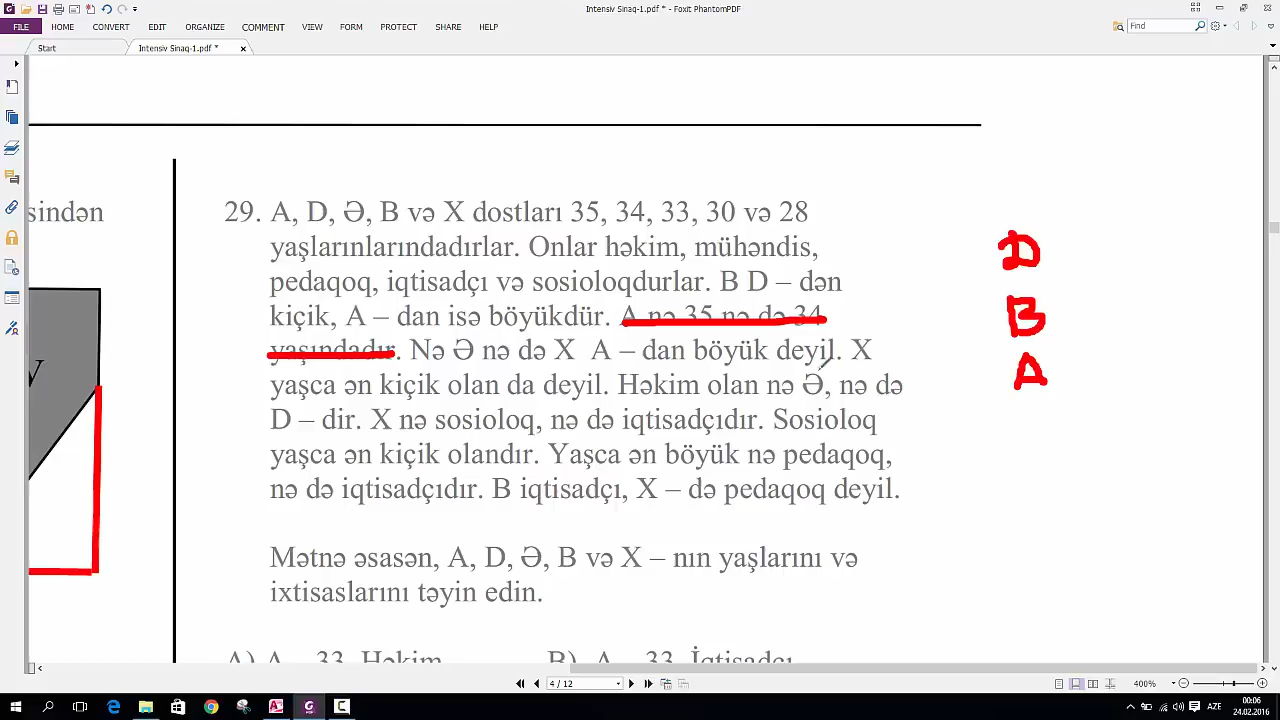 Intensiv Sinaq-1.pdf * - Foxit PhantomPDF
FILE HOME CONVERT EDIT ORGANIZE COMMENT VIEW FORM PROTECT SHARE HELP
Find
Start
Intensiv Sinaq-1.pdf *
sindən
29. A, D, Ə, B və X dostları 35, 34, 33, 30 və 28
yaşlarınlarındadırlar. Onlar həkim, mühəndis,
pedaqoq, iqtisadçı və sosioloqdurlar. B D – dən
kiçik, A – dan isə böyükdür. A nə 35 nə də 34
yaşındadır. Nə Ə nə də X A – dan böyük deyil. X
yaşca ən kiçik olan da deyil. Həkim olan nə Ə, nə də
D – dir. X nə sosioloq, nə də iqtisadçıdır. Sosioloq
yaşca ən kiçik olandır. Yaşca ən böyük nə pedaqoq,
nə də iqtisadçıdır. B iqtisadçı, X – də pedaqoq deyil.
Mətnə əsasən, A, D, Ə, B və X – nın yaşlarını və
ixtisaslarını təyin edin.
A) A – 33, Həkim
B) A – 33, İqtisadçı
V
D
B
A
4 / 12
400%
AZE
00:06
24.02.2016